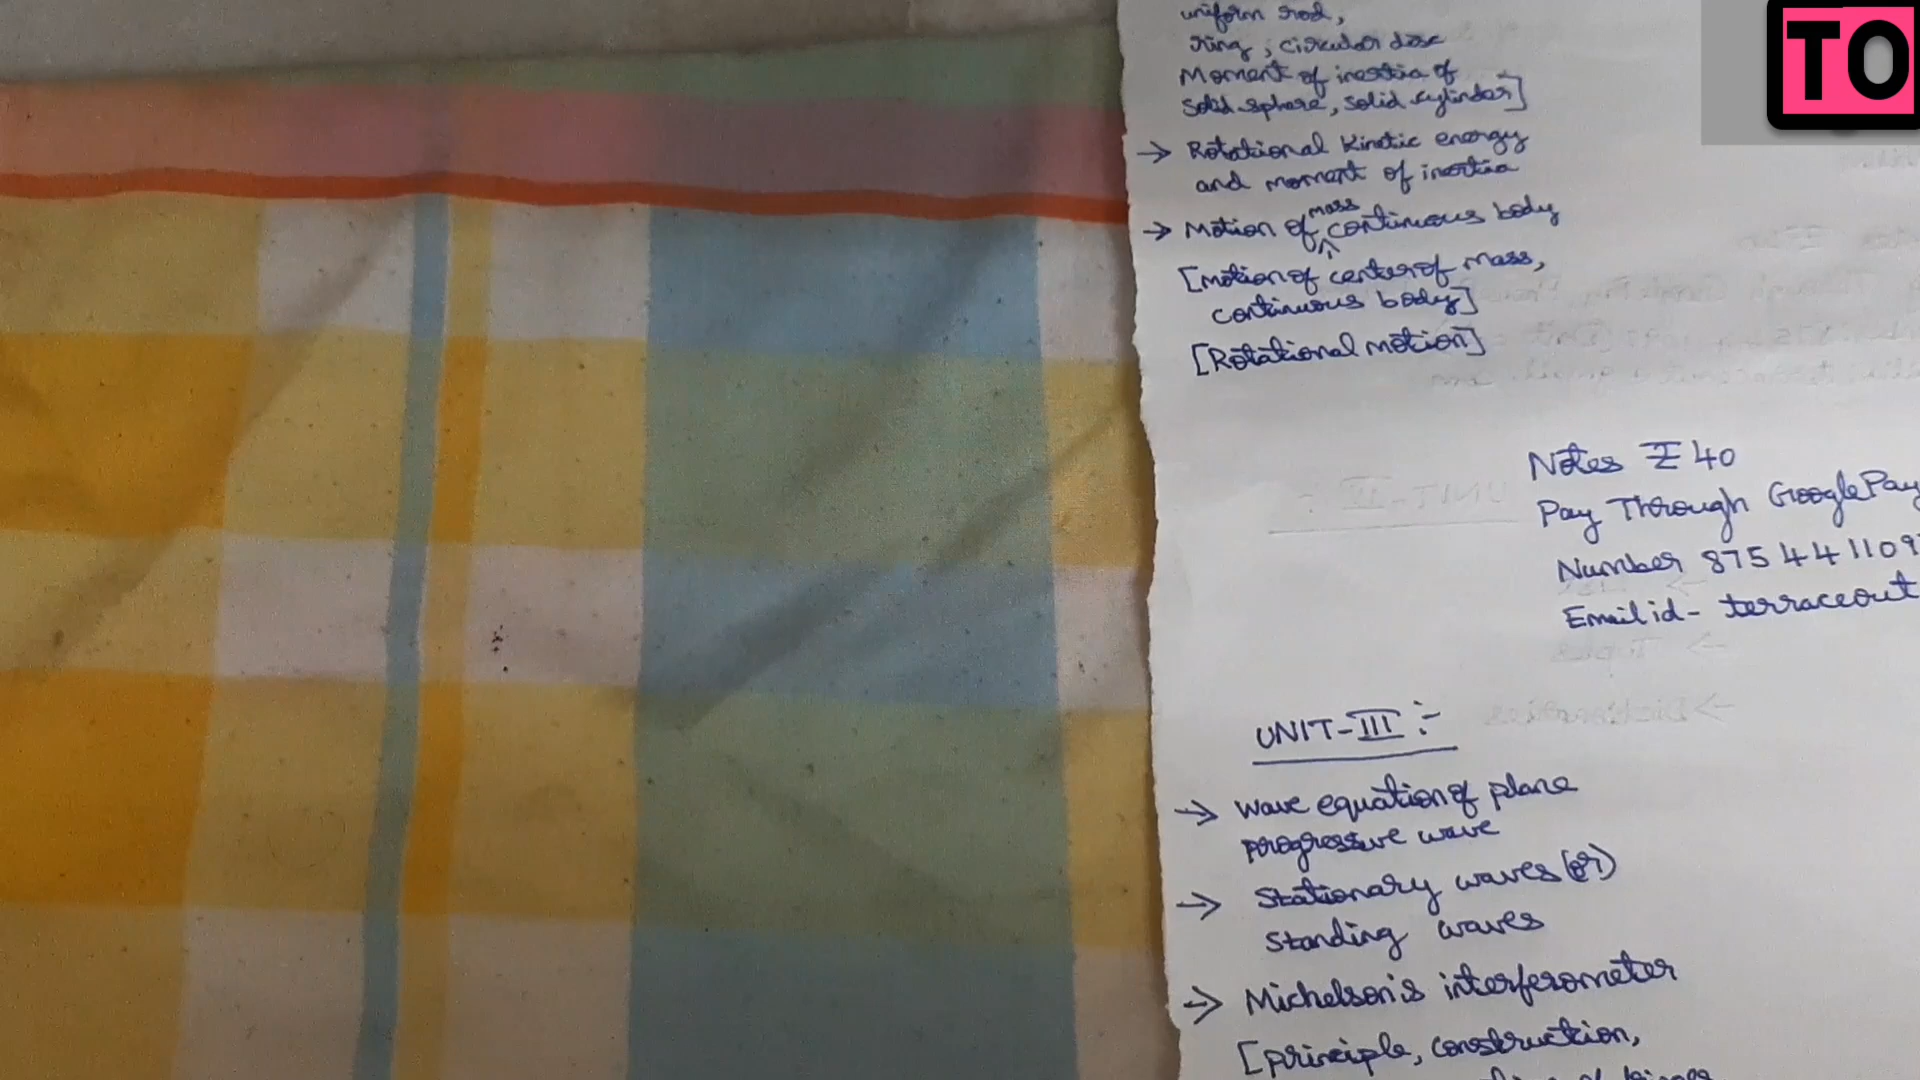 TO
uniform rod,
ring, circular disc
Moment of inertia of
solid sphere, solid cylinder]
→ Rotational kinetic energy
and moment of inertia
→ Motion of mass continuous body
[motion of center of mass,
continuous body]
[Rotational motion]
Notes ₹ 40
Pay Through Google Pay
Number 875441109
Email id - terraceout
UNIT-III :-
→ wave equation of plane
progressive wave
→ Stationary waves (or)
standing waves
→ Michelson's interferometer
[principle, construction,